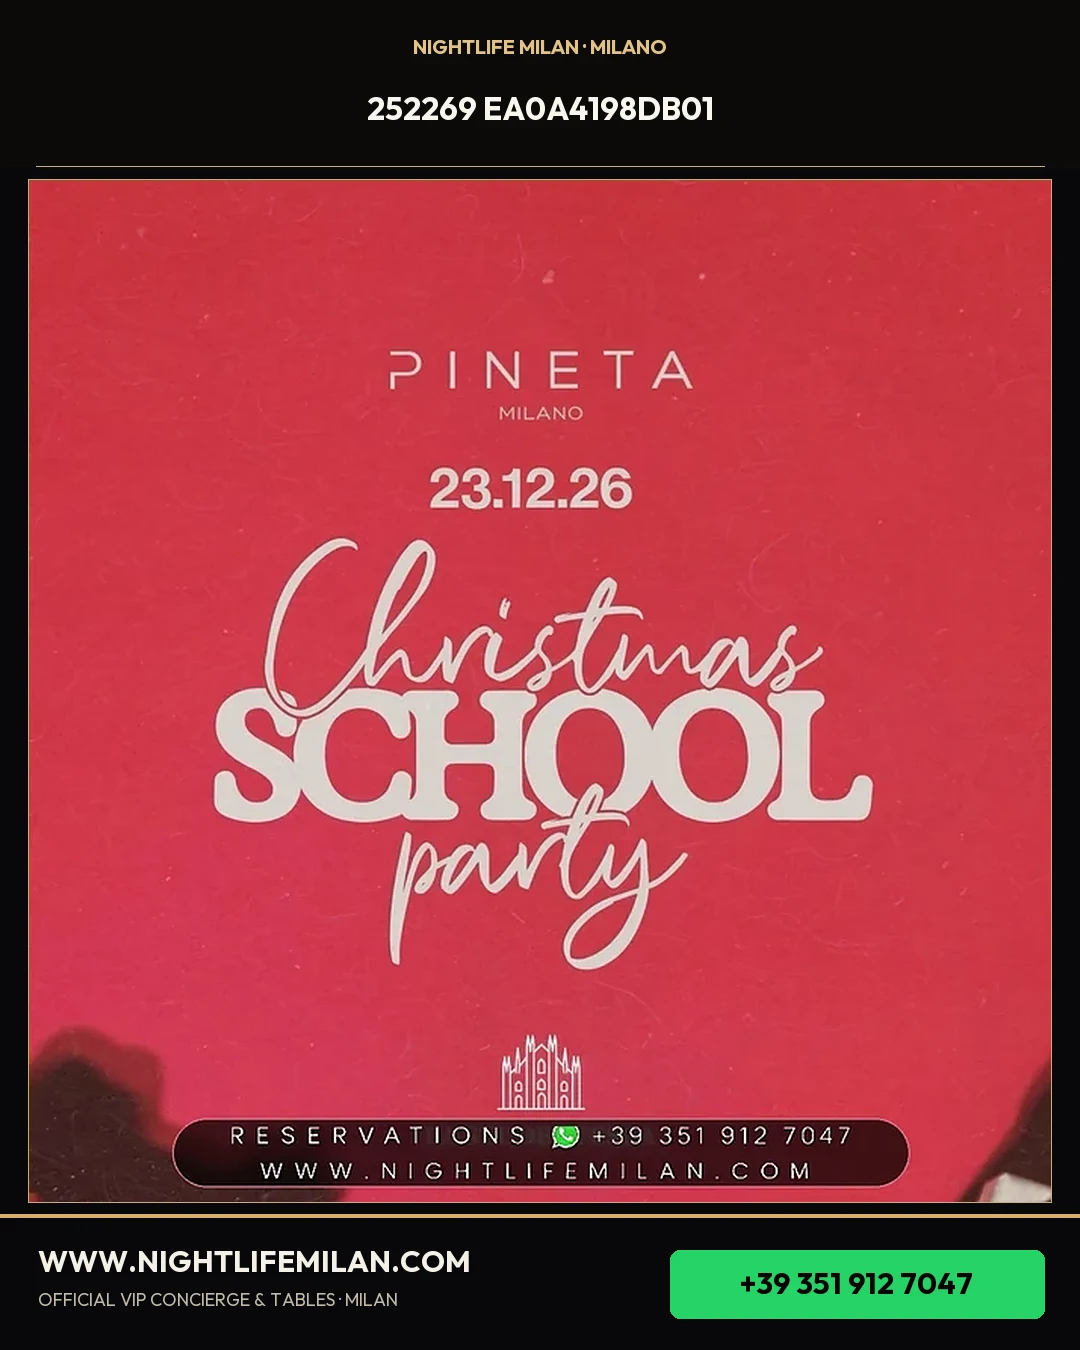 NIGHTLIFE MILAN · MILANO
252269 EA0A4198DB01
PINETA
MILANO
23.12.26
Christmas
SCHOOL
party
RESERVATIONS +39 351 912 7047
WWW.NIGHTLIFEMILAN.COM
WWW.NIGHTLIFEMILAN.COM
OFFICIAL VIP CONCIERGE & TABLES · MILAN
+39 351 912 7047